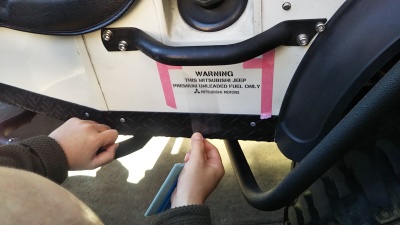 WARNING
THIS MITSUBISHI JEEP
PREMIUM UNLEADED FUEL ONLY
MITSUBISHI MOTORS